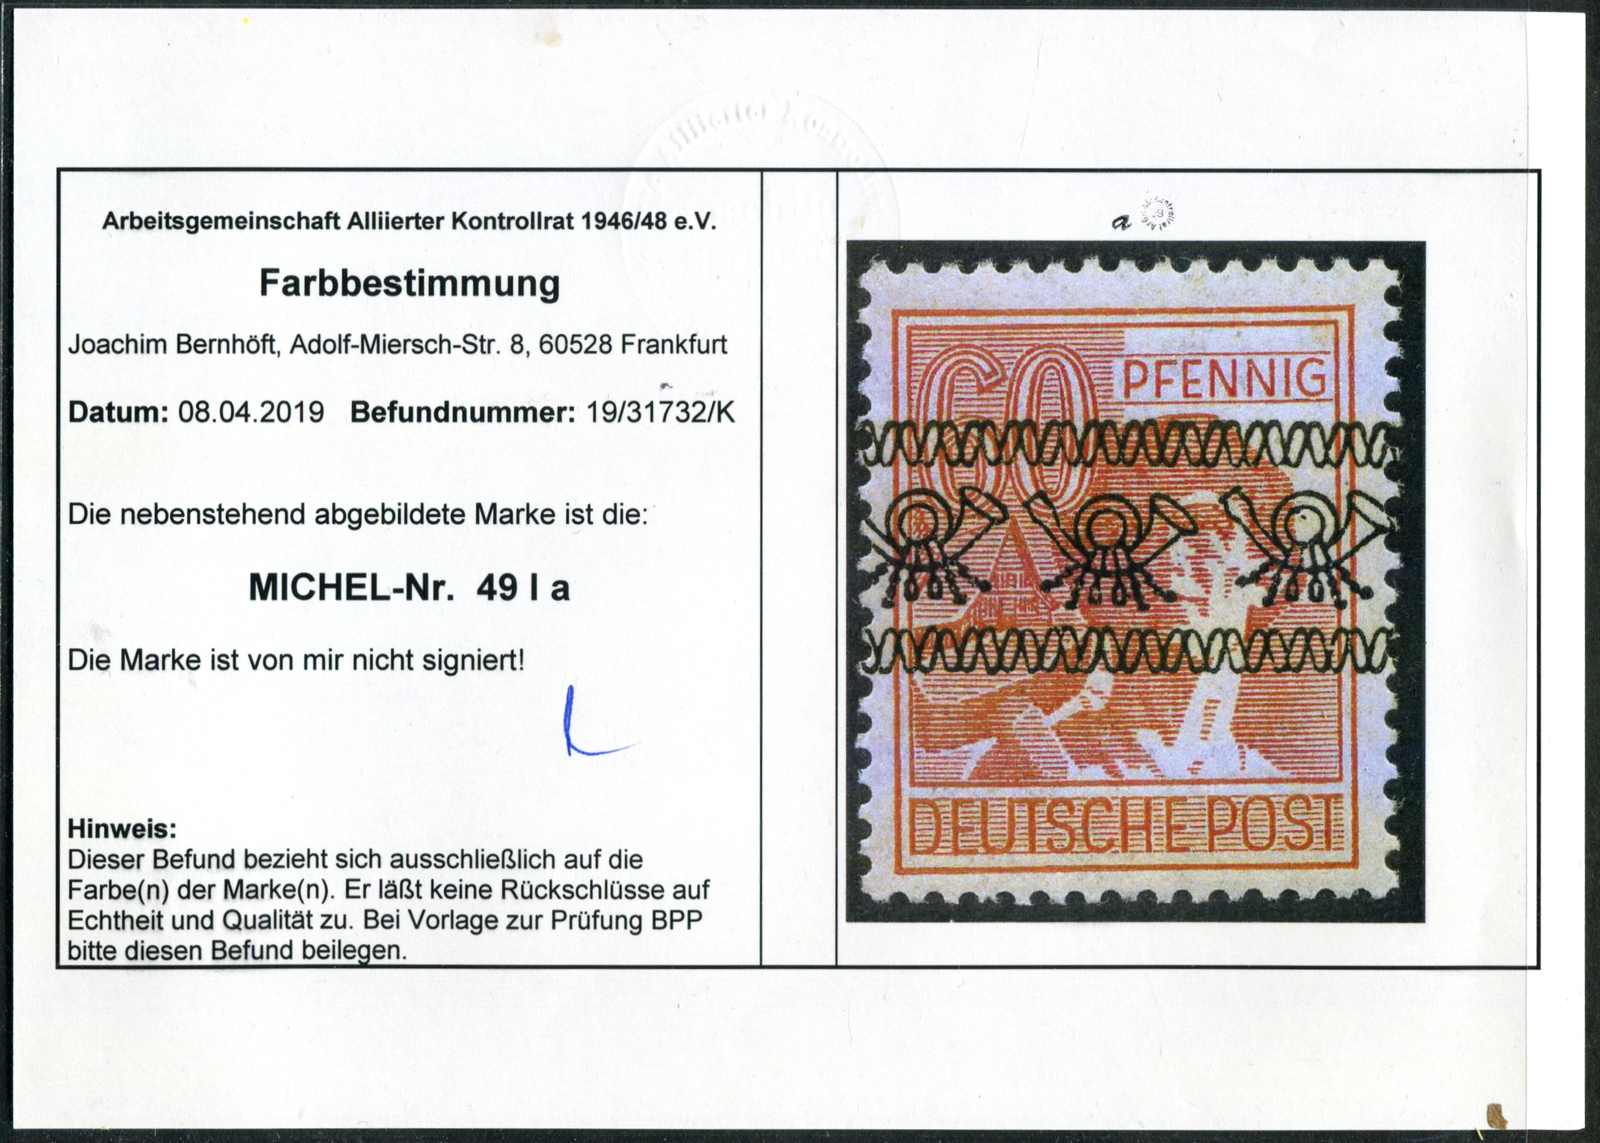 Arbeitsgemeinschaft Alliierter Kontrollrat 1946/48 e.V.
Farbbestimmung
Joachim Bernhöft, Adolf-Miersch-Str. 8, 60528 Frankfurt
Datum: 08.04.2019 Befundnummer: 19/31732/K
Die nebenstehend abgebildete Marke ist die:
MICHEL-Nr. 49 I a
Die Marke ist von mir nicht signiert!
Hinweis:
Dieser Befund bezieht sich ausschließlich auf die
Farbe(n) der Marke(n). Er läßt keine Rückschlüsse auf
Echtheit und Qualität zu. Bei Vorlage zur Prüfung BPP
bitte diesen Befund beilegen.
a
60 PFENNIG
DEUTSCHE POST